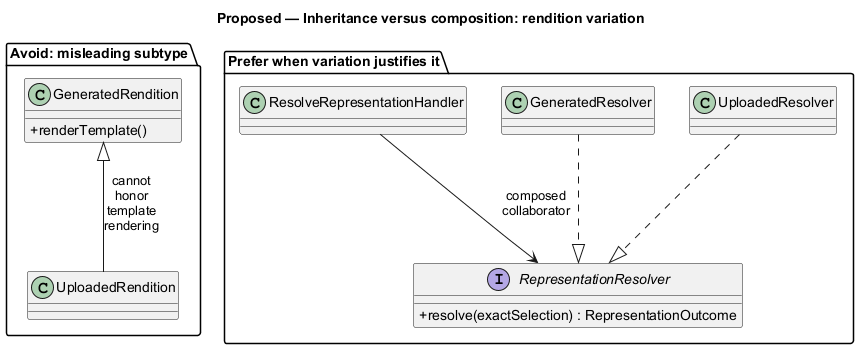 Proposed — Inheritance versus composition: rendition variation
Avoid: misleading subtype
C GeneratedRendition
+renderTemplate()
cannot
honor
template
rendering
C UploadedRendition
Prefer when variation justifies it
C ResolveRepresentationHandler
C GeneratedResolver
C UploadedResolver
composed
collaborator
I RepresentationResolver
+resolve(exactSelection) : RepresentationOutcome